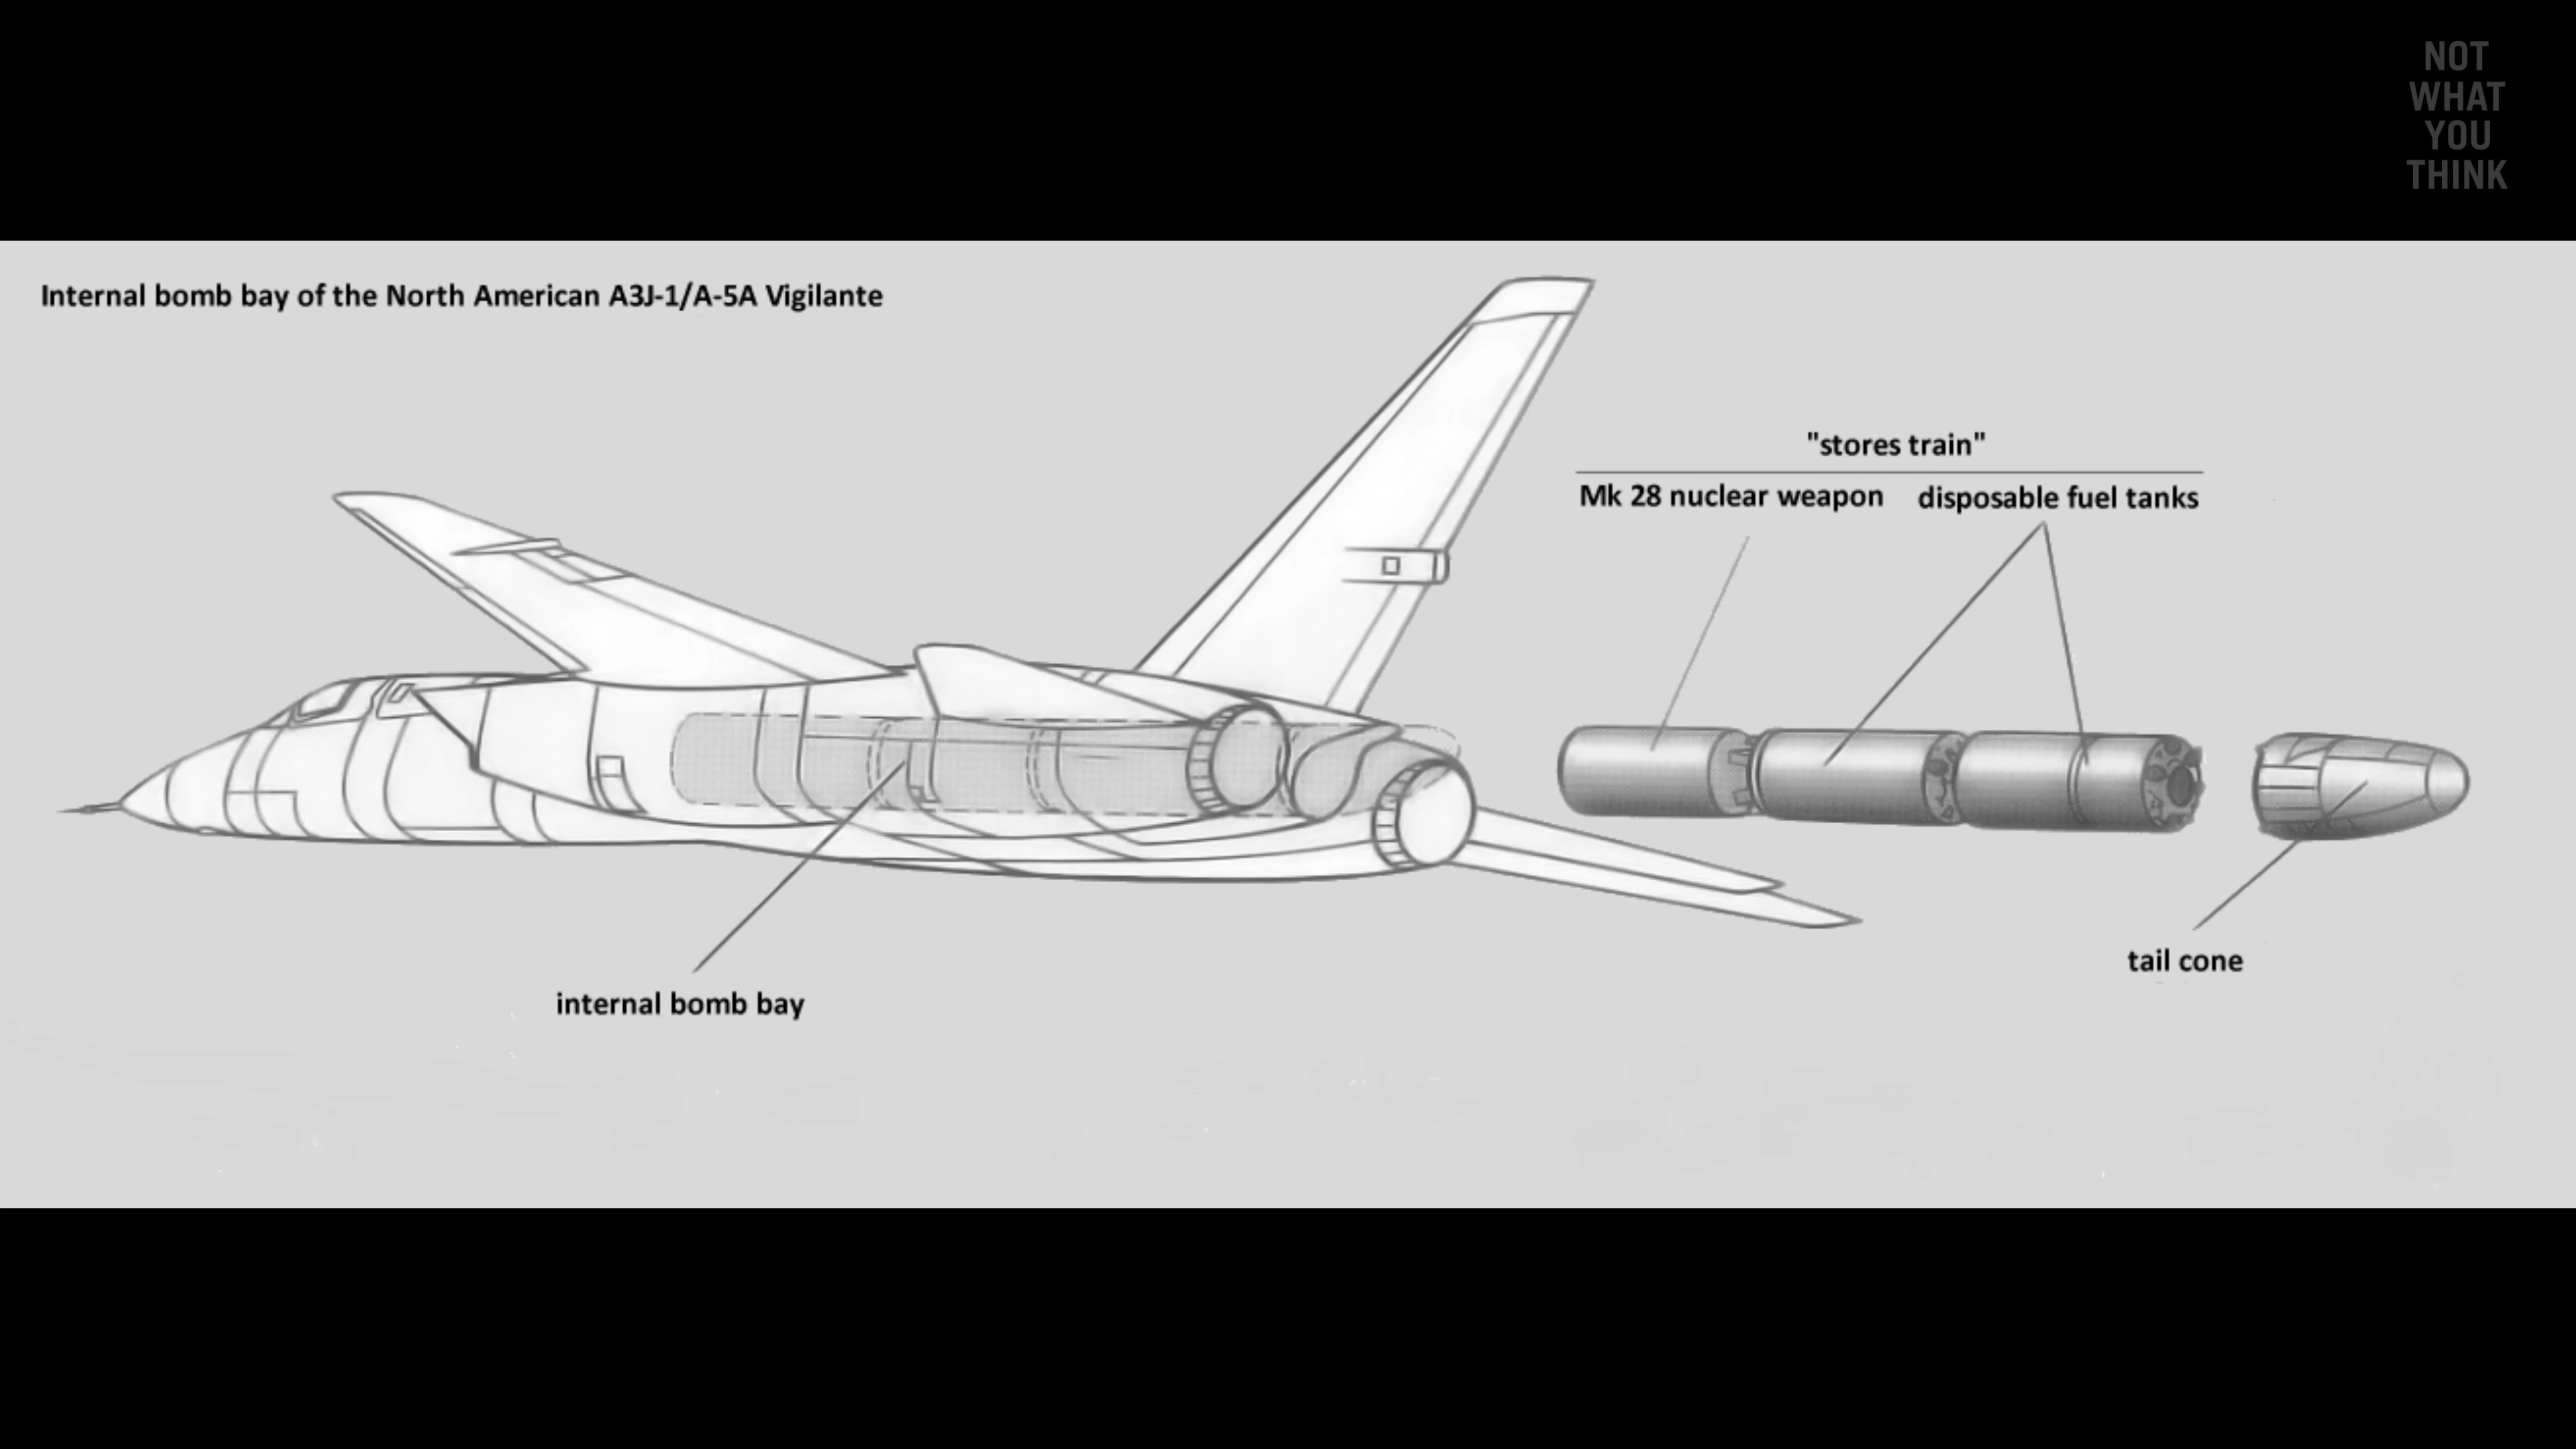 NOT
WHAT
YOU
THINK
Internal bomb bay of the North American A3J-1/A-5A Vigilante
"stores train"
Mk 28 nuclear weapon disposable fuel tanks
tail cone
internal bomb bay